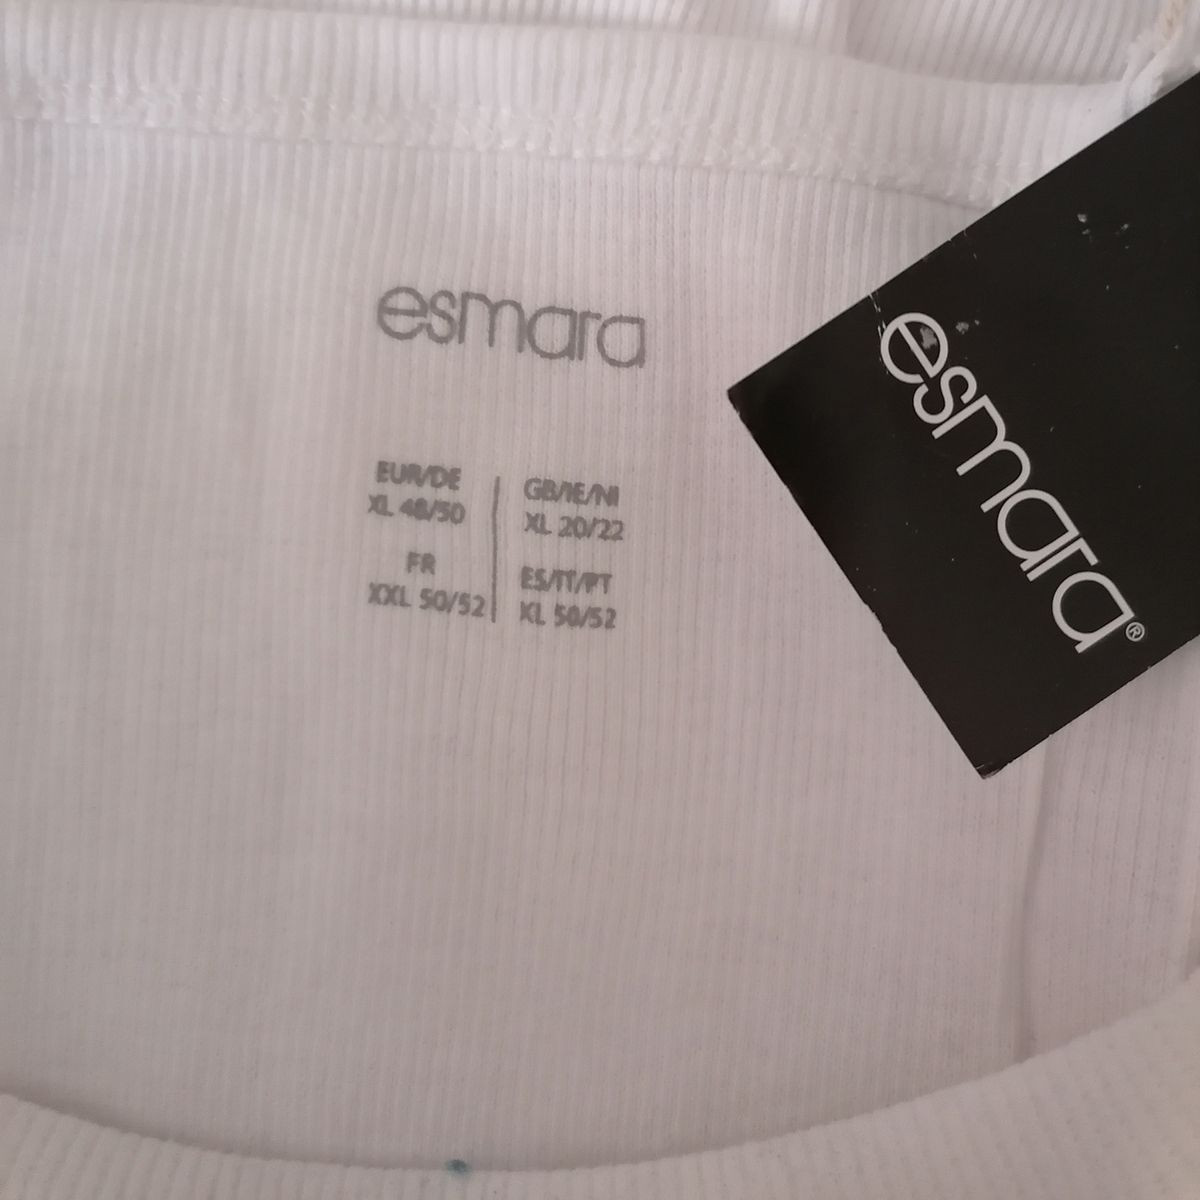 esmara
EUR/DE
XL 48/50
GB/IE/NI
XL 20/22
FR
XXL 50/52
ES/IT/PT
XL 50/52
esmara®